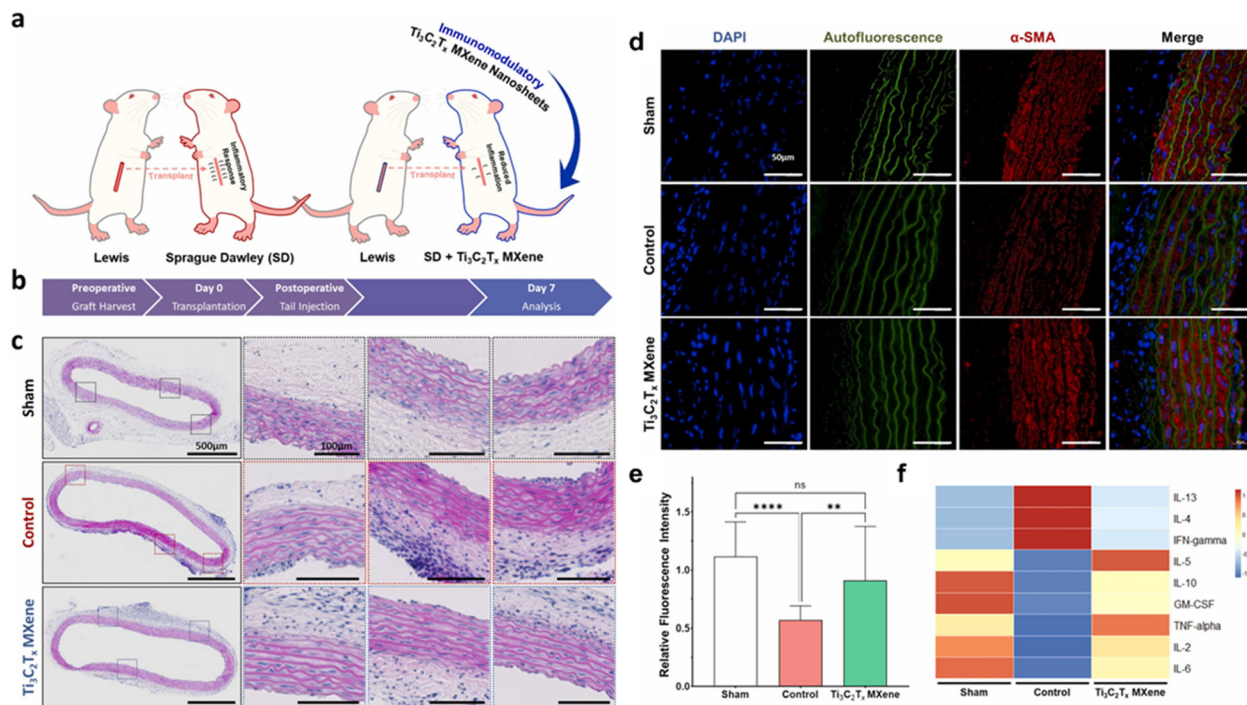 a
Immunomodulatory
Ti₃C₂Tₓ MXene Nanosheets
Inflammatory
Response
Transplant
Reduced
Inflammation
Transplant
Lewis
Sprague Dawley (SD)
Lewis
SD + Ti₃C₂Tₓ MXene
b
Preoperative
Graft Harvest
Day 0
Transplantation
Postoperative
Tail Injection
Day 7
Analysis
c
Sham
500μm
100μm
Control
Ti₃C₂Tₓ MXene
d
DAPI
Autofluorescence
α-SMA
Merge
Sham
50μm
Control
Ti₃C₂Tₓ MXene
e
Relative Fluorescence Intensity
1.5
1.0
0.5
0.0
ns
****
**
Sham
Control
Ti₃C₂Tₓ MXene
f
IL-13
IL-4
IFN-gamma
IL-5
IL-10
GM-CSF
TNF-alpha
IL-2
IL-6
Sham
Control
Ti₃C₂Tₓ MXene